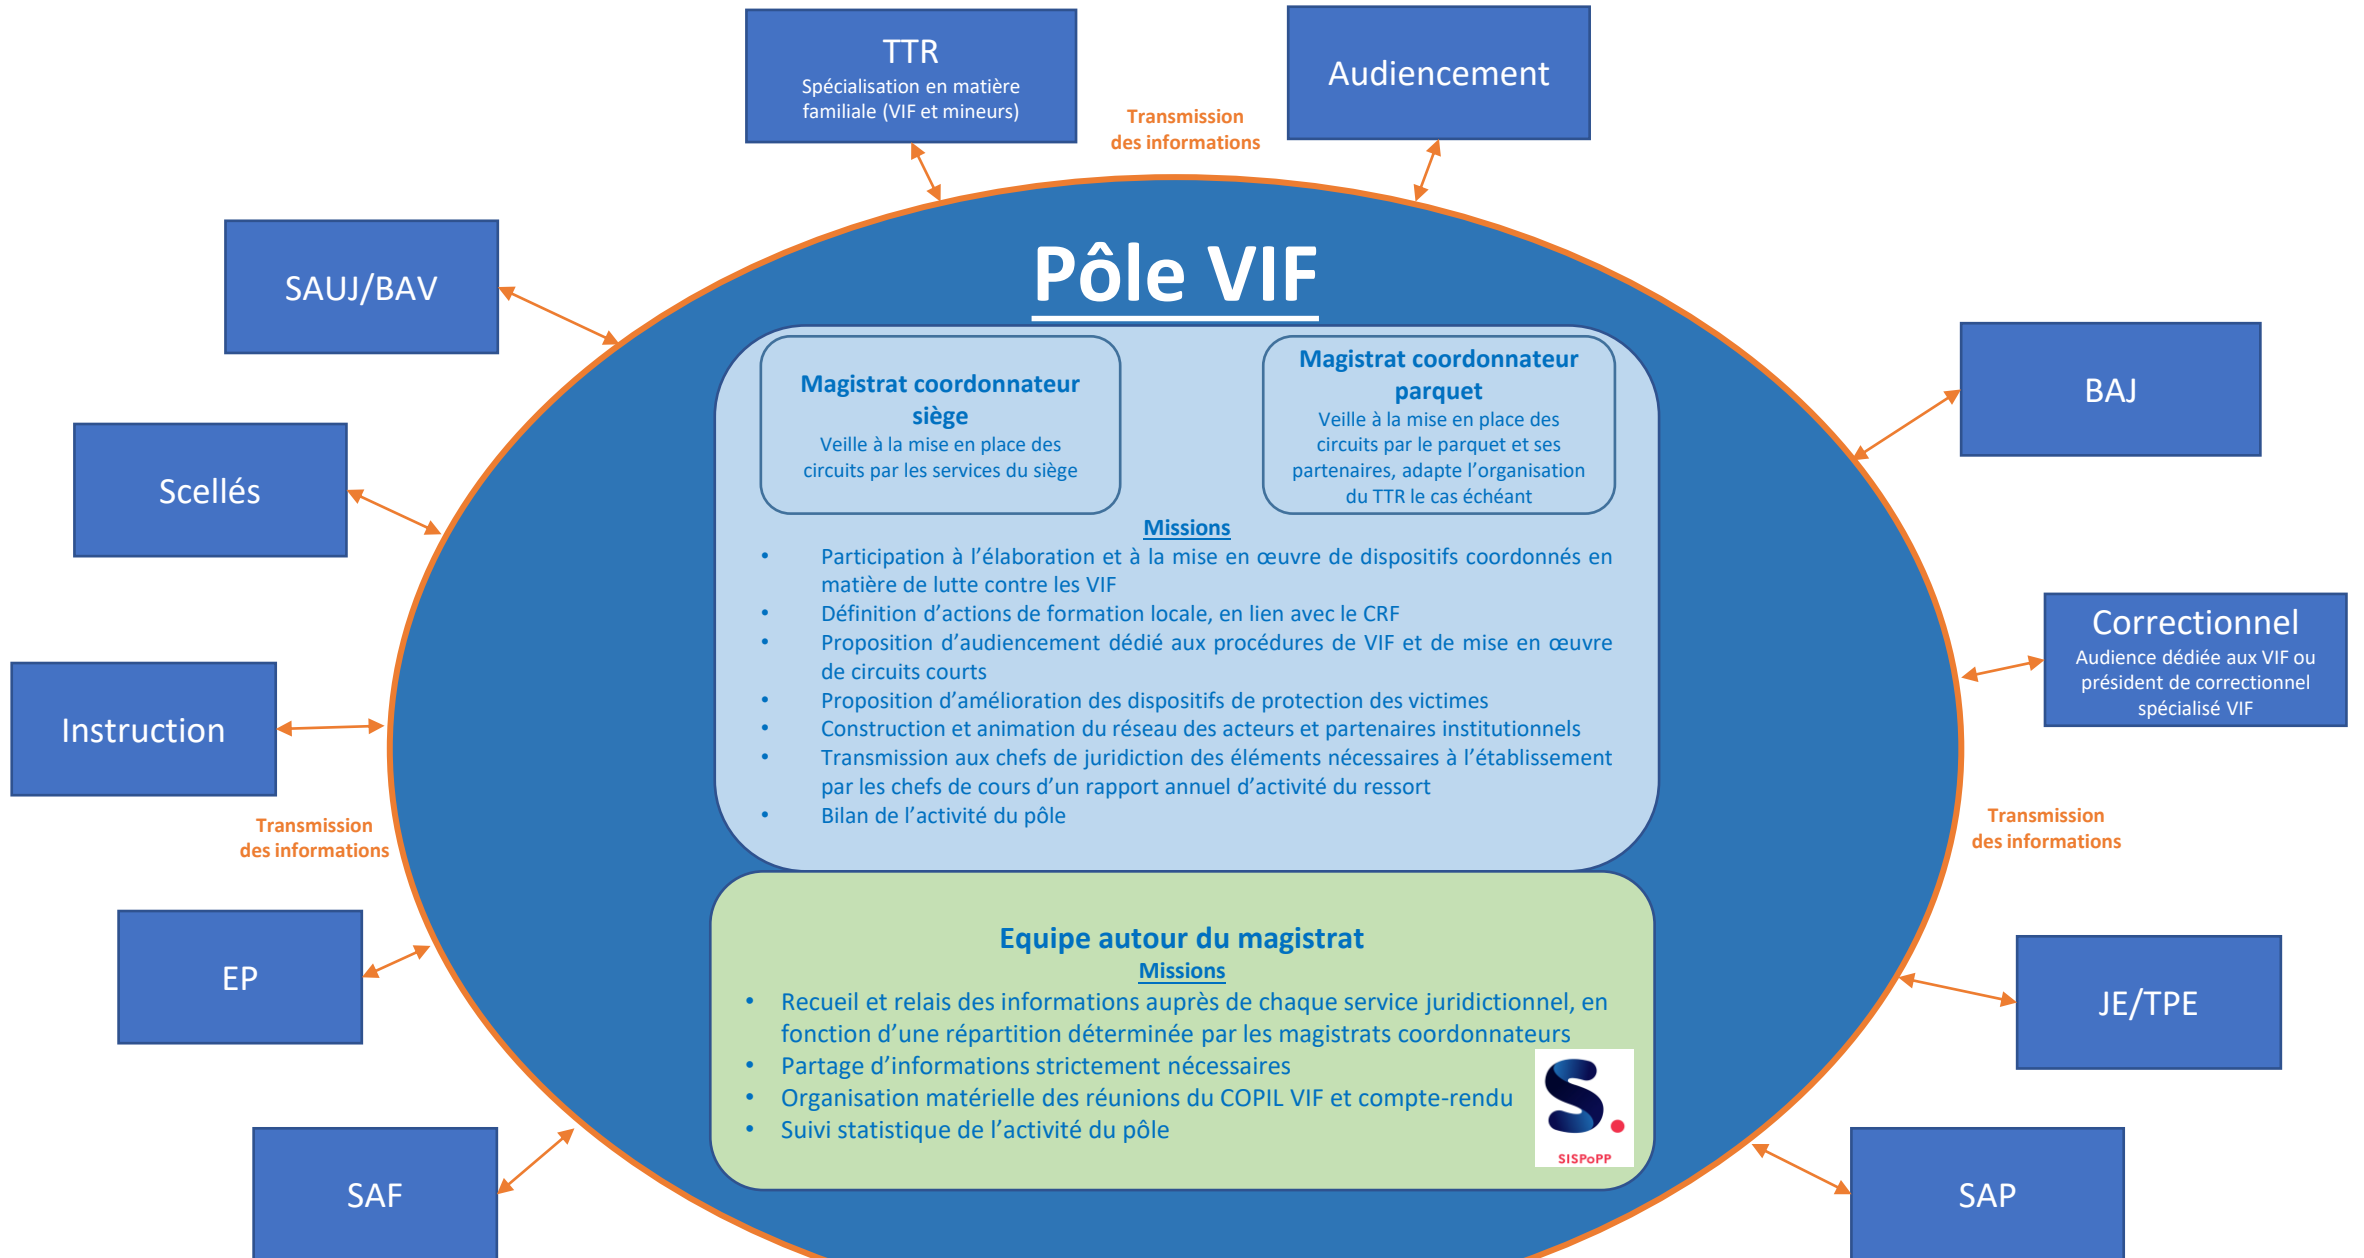 TTR
Spécialisation en matière
familiale (VIF et mineurs)
Audiencement
Transmission
des informations
SAUJ/BAV
Pôle VIF
Magistrat coordonnateur
siège
Veille à la mise en place des
circuits par les services du siège
Magistrat coordonnateur
parquet
Veille à la mise en place des
circuits par le parquet et ses
partenaires, adapte l’organisation
du TTR le cas échéant
BAJ
Scellés
Missions
• Participation à l’élaboration et à la mise en œuvre de dispositifs coordonnés en
matière de lutte contre les VIF
• Définition d’actions de formation locale, en lien avec le CRF
• Proposition d’audiencement dédié aux procédures de VIF et de mise en œuvre
de circuits courts
• Proposition d’amélioration des dispositifs de protection des victimes
• Construction et animation du réseau des acteurs et partenaires institutionnels
• Transmission aux chefs de juridiction des éléments nécessaires à l’établissement
par les chefs de cours d’un rapport annuel d’activité du ressort
• Bilan de l’activité du pôle
Correctionnel
Audience dédiée aux VIF ou
président de correctionnel
spécialisé VIF
Instruction
Transmission
des informations
Transmission
des informations
EP
Equipe autour du magistrat
Missions
• Recueil et relais des informations auprès de chaque service juridictionnel, en
fonction d’une répartition déterminée par les magistrats coordonnateurs
• Partage d’informations strictement nécessaires
• Organisation matérielle des réunions du COPIL VIF et compte-rendu
• Suivi statistique de l’activité du pôle
S.
SISPoPP
JE/TPE
SAF
SAP